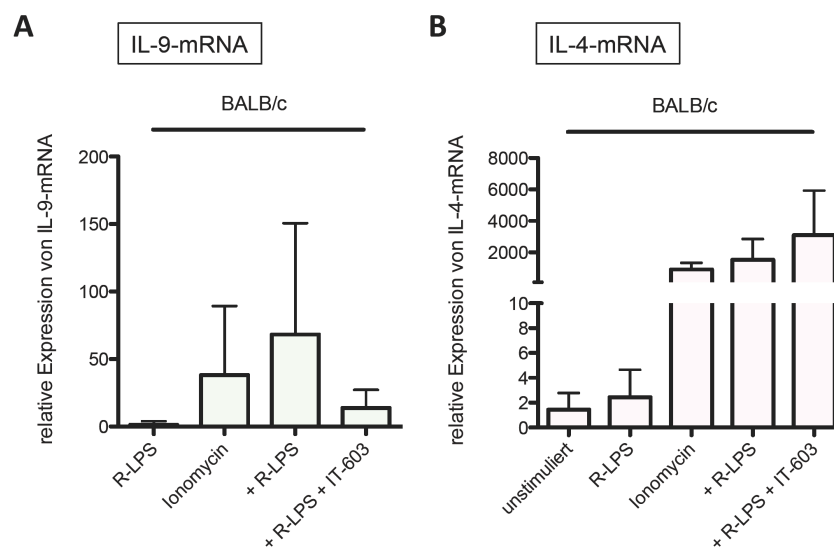 A
IL-9-mRNA
BALB/c
relative Expression von IL-9-mRNA
200
150
100
50
0
R-LPS
Ionomycin
+ R-LPS
+ R-LPS + IT-603
B
IL-4-mRNA
BALB/c
relative Expression von IL-4-mRNA
8000
6000
4000
2000
10
8
6
4
2
0
unstimuliert
R-LPS
Ionomycin
+ R-LPS
+ R-LPS + IT-603